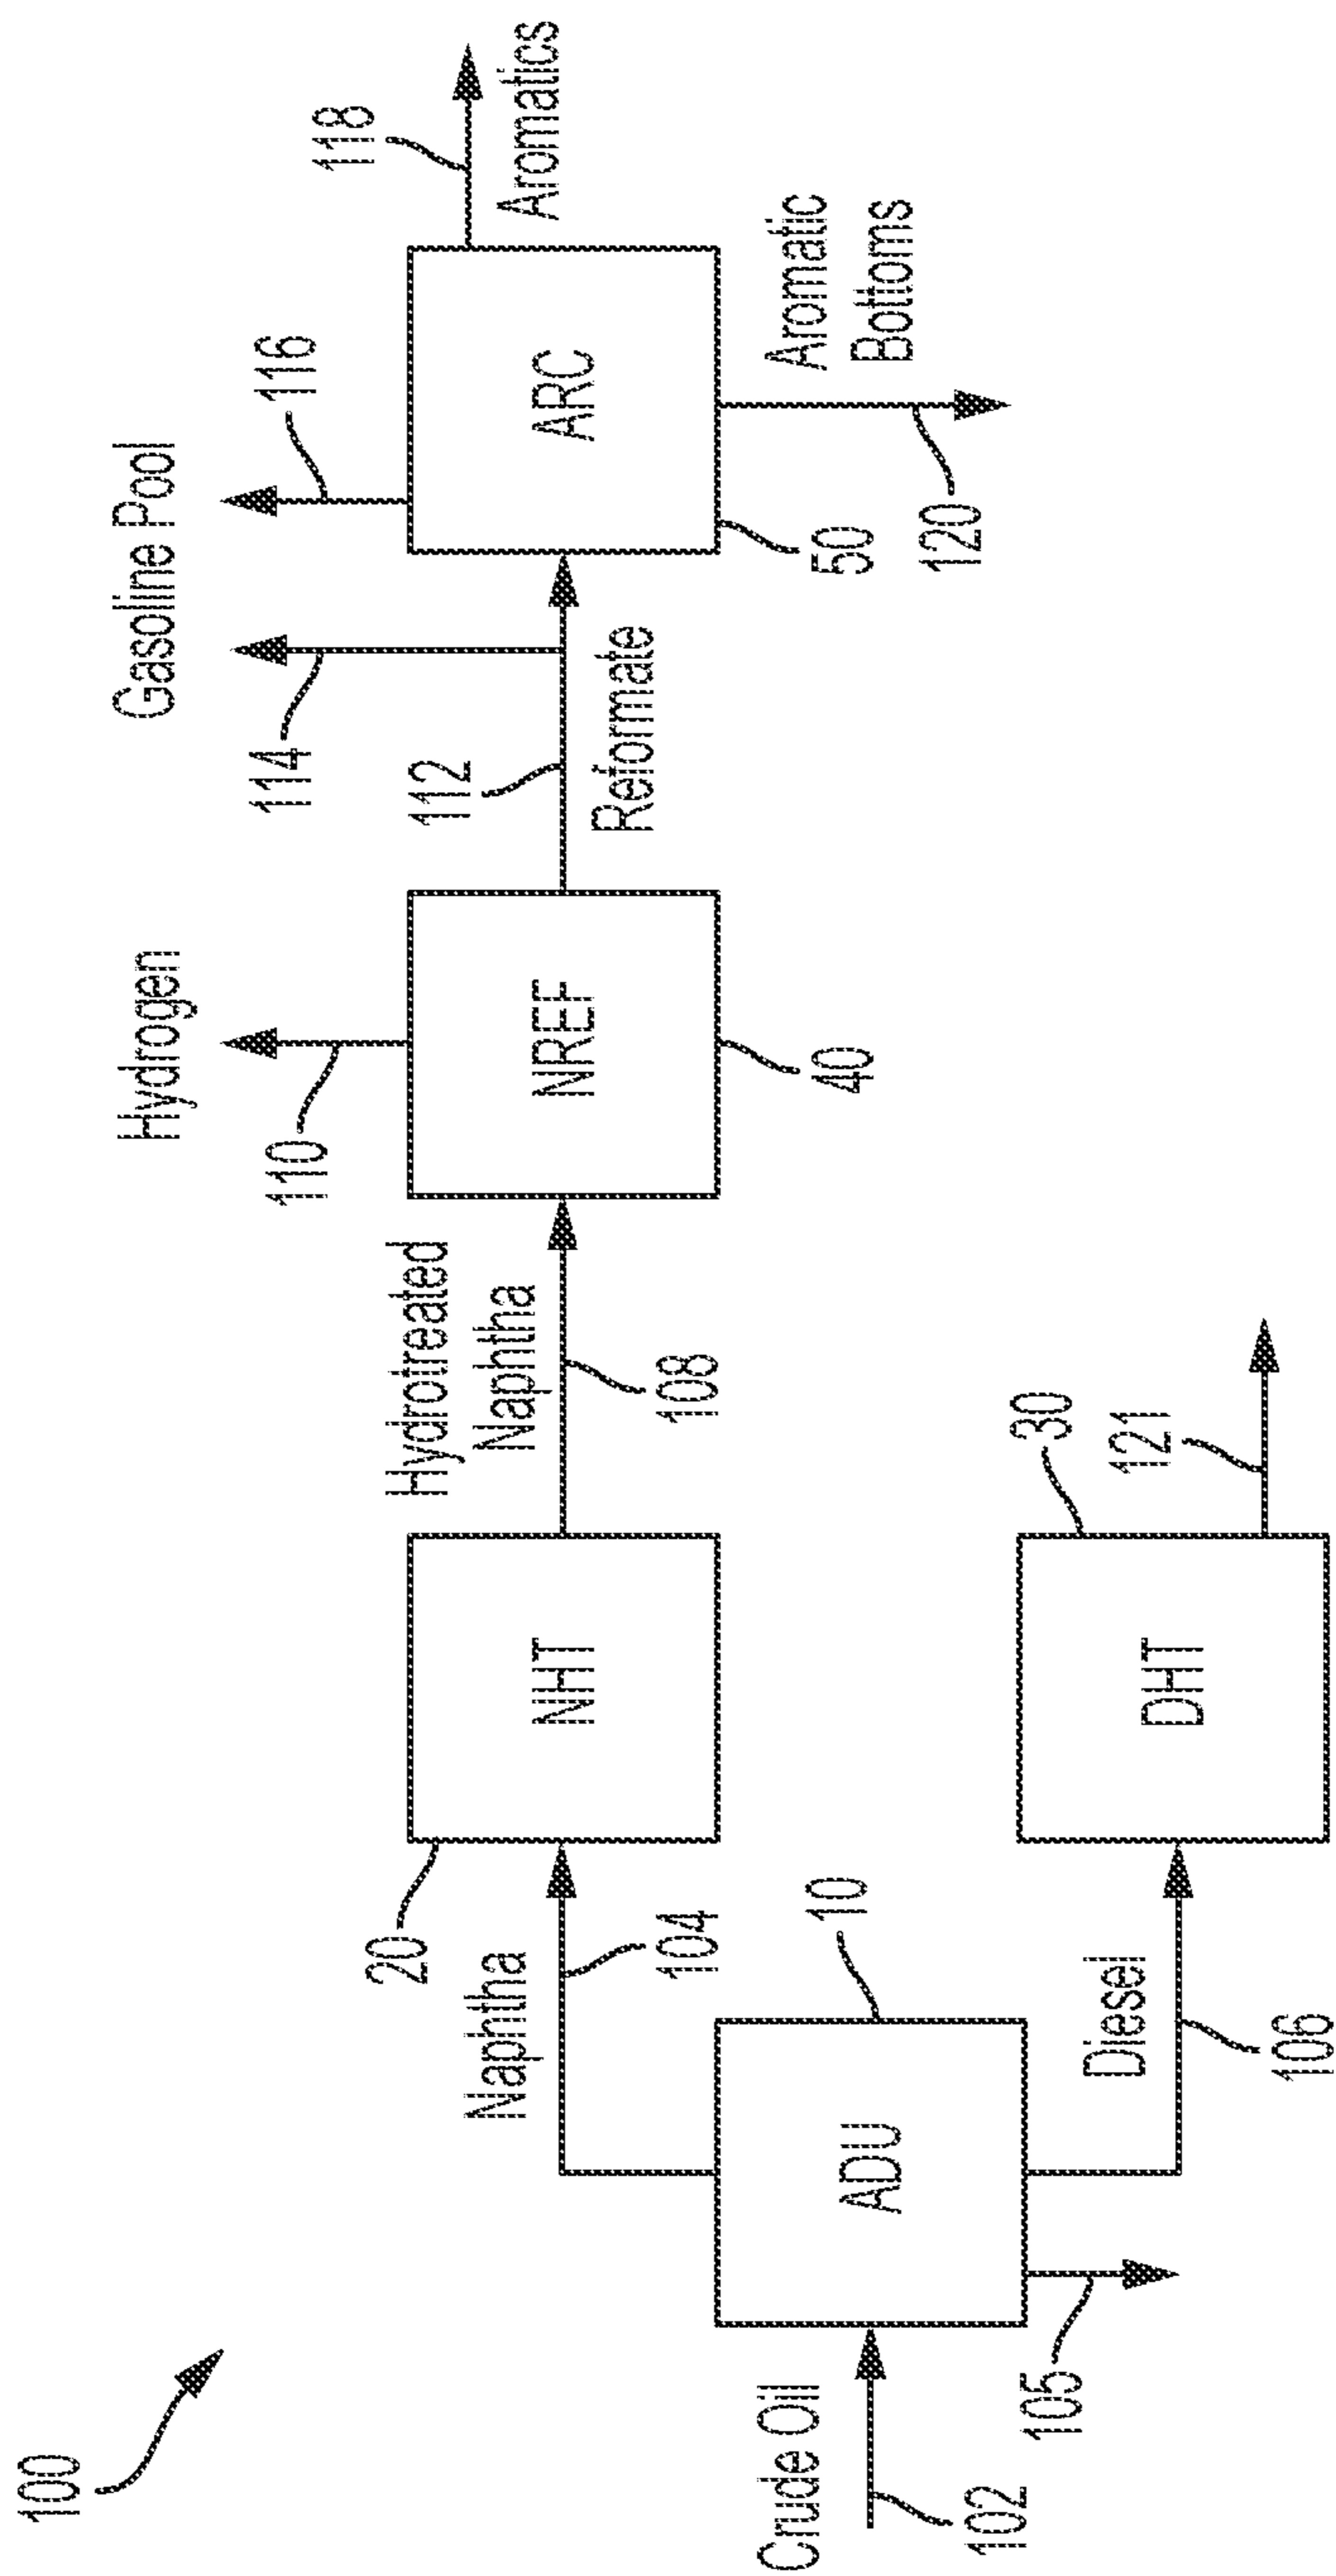 100
Crude Oil
102
105
ADU
10
Naphtha
104
Diesel
106
20
NHT
30
DHT
121
Hydrotreated
Naphtha
108
Hydrogen
110
NREF
40
Reformate
112
114
Gasoline Pool
116
ARC
50
118
Aromatics
Aromatic
Bottoms
120